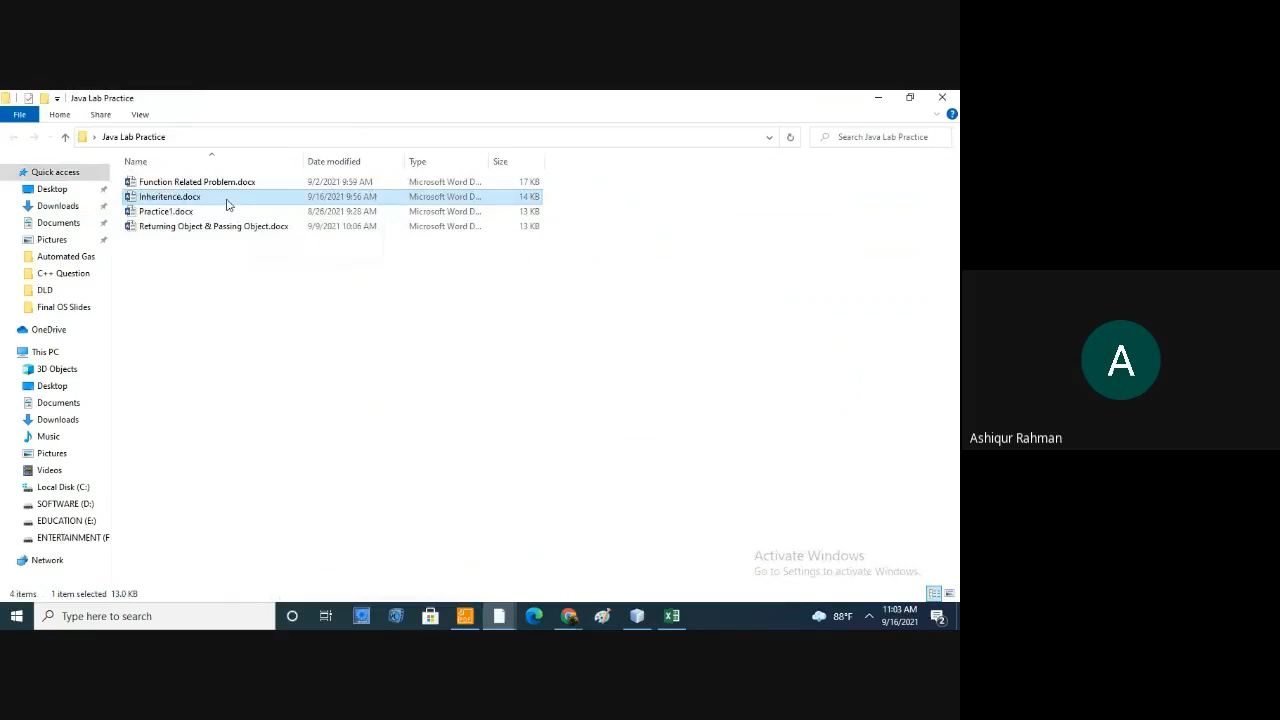 Java Lab Practice
File Home Share View
Java Lab Practice
Search Java Lab Practice
Name Date modified Type Size
Quick access
Desktop
Downloads
Documents
Pictures
Automated Gas
C++ Question
DLD
Final OS Slides
OneDrive
This PC
3D Objects
Desktop
Documents
Downloads
Music
Pictures
Videos
Local Disk (C:)
SOFTWARE (D:)
EDUCATION (E:)
ENTERTAINMENT (F
Network
Function Related Problem.docx 9/2/2021 9:59 AM Microsoft Word D... 17 KB
Inheritence.docx 9/16/2021 9:56 AM Microsoft Word D... 14 KB
Practice1.docx 8/26/2021 9:28 AM Microsoft Word D... 13 KB
Returning Object & Passing Object.docx 9/9/2021 10:06 AM Microsoft Word D... 13 KB
Activate Windows
Go to Settings to activate Windows.
4 items 1 item selected 13.0 KB
Type here to search
88°F
11:03 AM
9/16/2021
2
A
Ashiqur Rahman